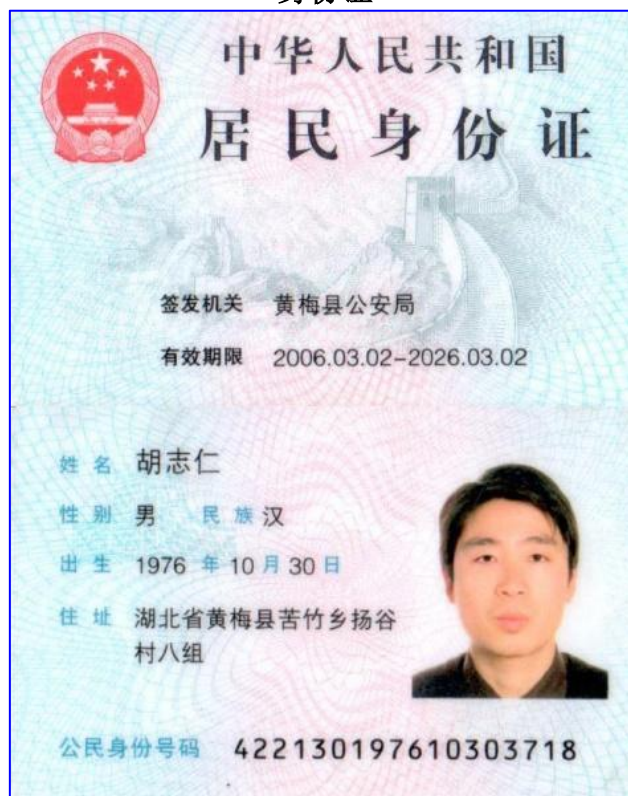 中华人民共和国
居民身份证
签发机关 黄梅县公安局
有效期限 2006.03.02-2026.03.02
姓名 胡志仁
性别 男 民族 汉
出生 1976 年 10 月 30 日
住址 湖北省黄梅县苦竹乡扬谷
村八组
公民身份号码 422130197610303718